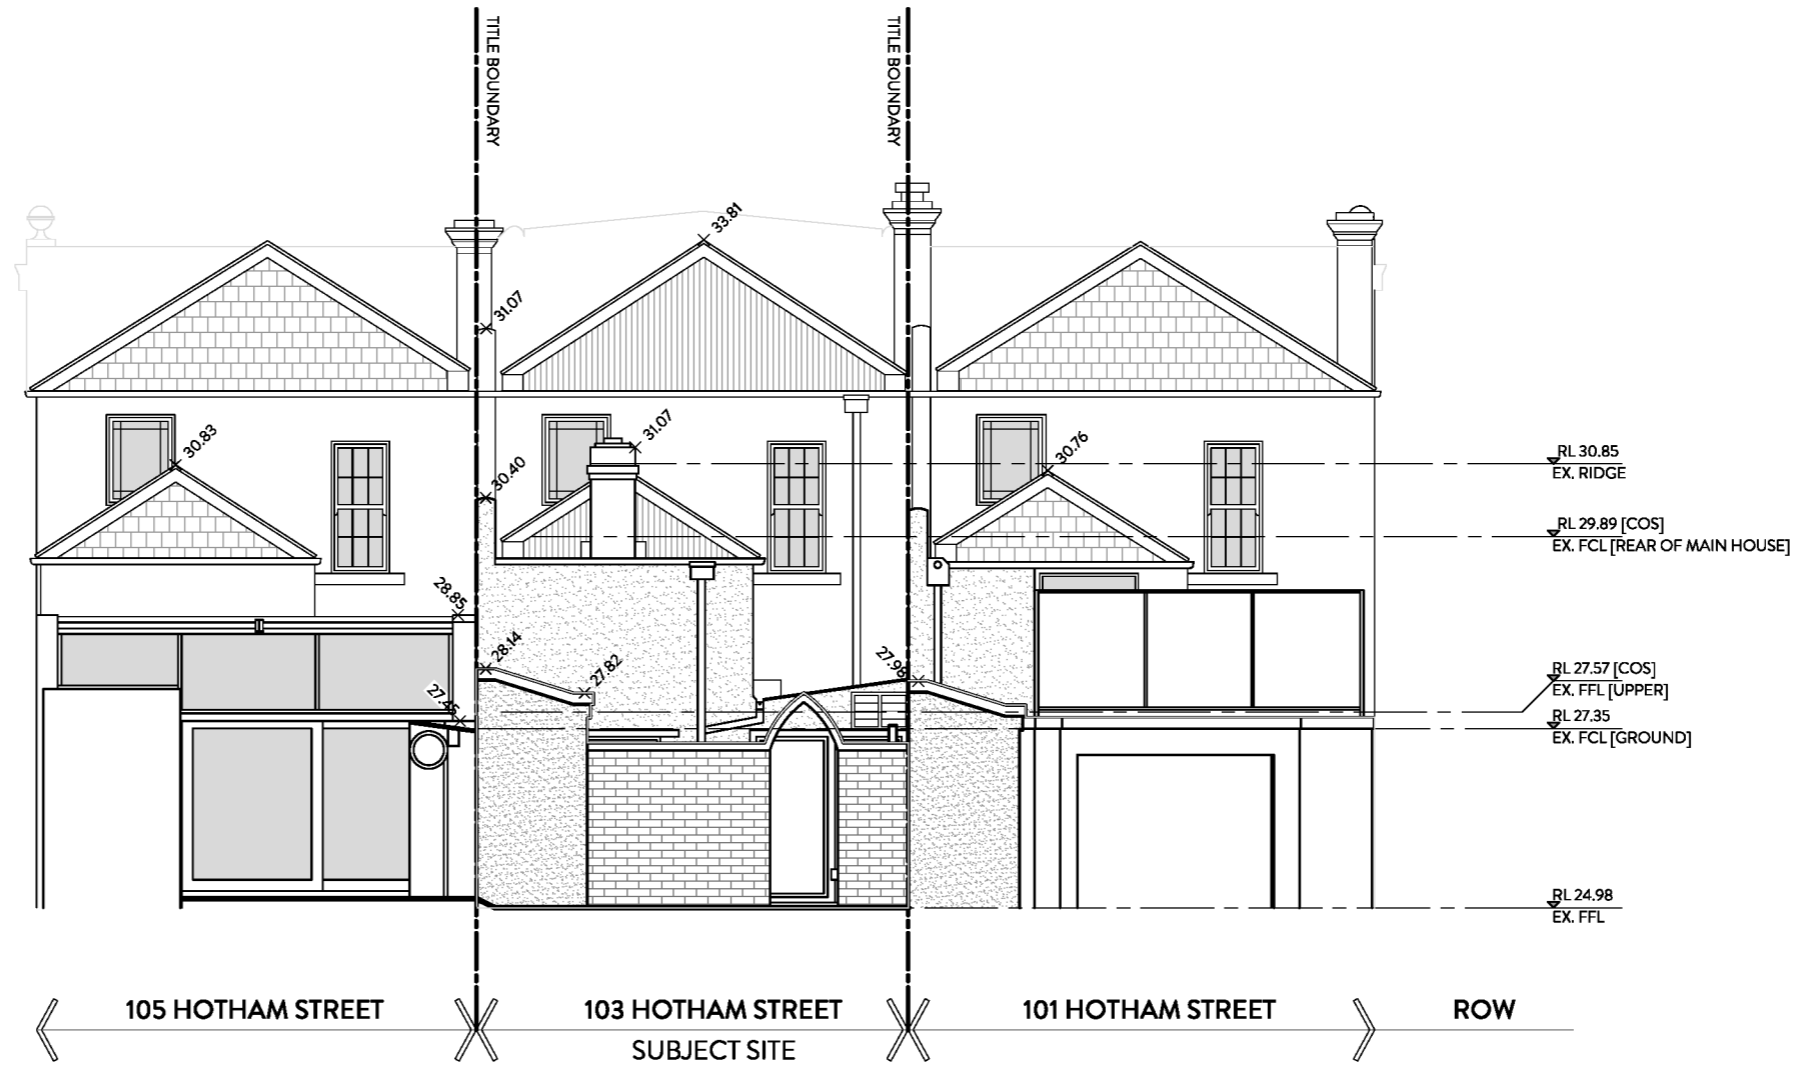 TITLE BOUNDARY
TITLE BOUNDARY
33.81
31.07
30.83
31.07
30.40
30.76
RL 30.85
EX. RIDGE
RL 29.89 [COS]
EX. FCL [REAR OF MAIN HOUSE]
28.85
28.14
27.82
27.98
27.45
RL 27.57 [COS]
EX. FFL [UPPER]
RL 27.35
EX. FCL [GROUND]
RL 24.98
EX. FFL
105 HOTHAM STREET
103 HOTHAM STREET
101 HOTHAM STREET
ROW
SUBJECT SITE